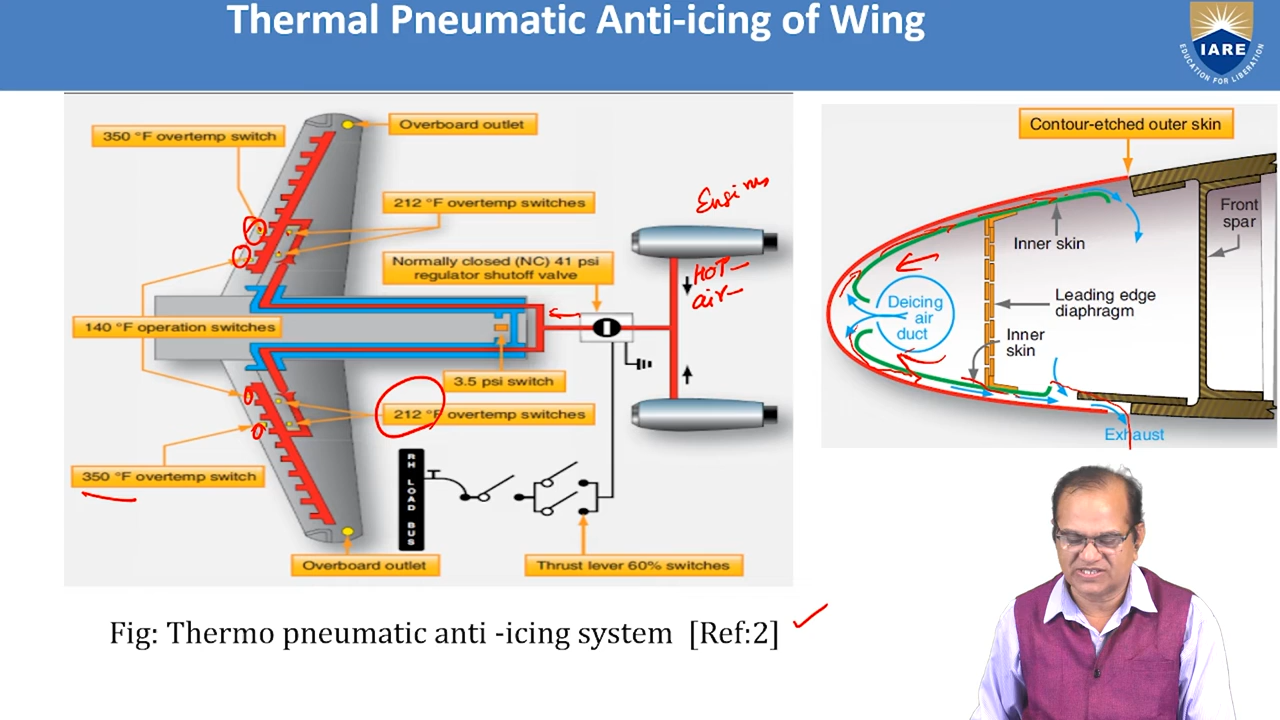 Thermal Pneumatic Anti-icing of Wing
IARE
EDUCATION FOR LIBERATION
350 °F overtemp switch
Overboard outlet
212 °F overtemp switches
Normally closed (NC) 41 psi
regulator shutoff valve
140 °F operation switches
3.5 psi switch
212 °F overtemp switches
350 °F overtemp switch
RH LOAD BUS
Overboard outlet
Thrust lever 60% switches
Engines
HOT
air
Contour-etched outer skin
Front
spar
Inner skin
Leading edge
diaphragm
Deicing
air
duct
Inner
skin
Exhaust
Fig: Thermo pneumatic anti -icing system [Ref:2]